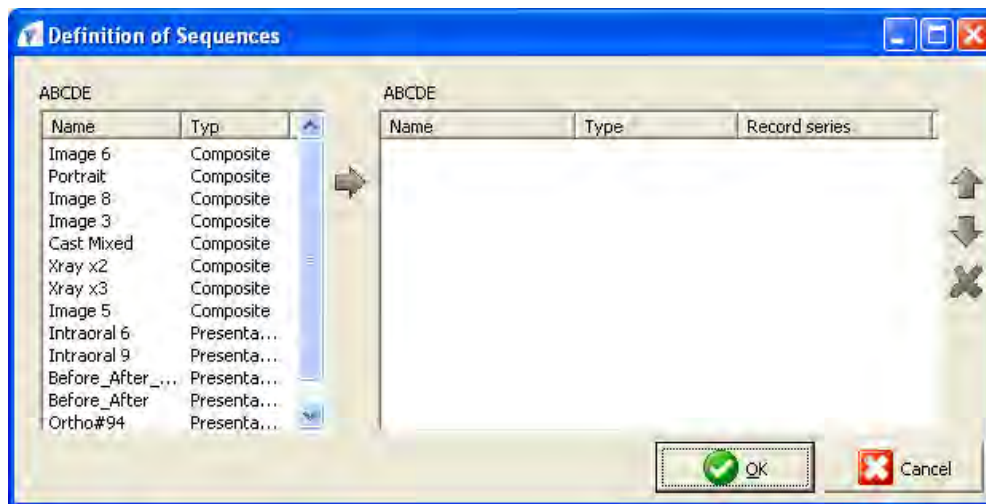 Definition of Sequences
ABCDE
Name Typ
Image 6 Composite
Portrait Composite
Image 8 Composite
Image 3 Composite
Cast Mixed Composite
Xray x2 Composite
Xray x3 Composite
Image 5 Composite
Intraoral 6 Presenta...
Intraoral 9 Presenta...
Before_After_... Presenta...
Before_After Presenta...
Ortho#94 Presenta...
ABCDE
Name Type Record series
OK Cancel